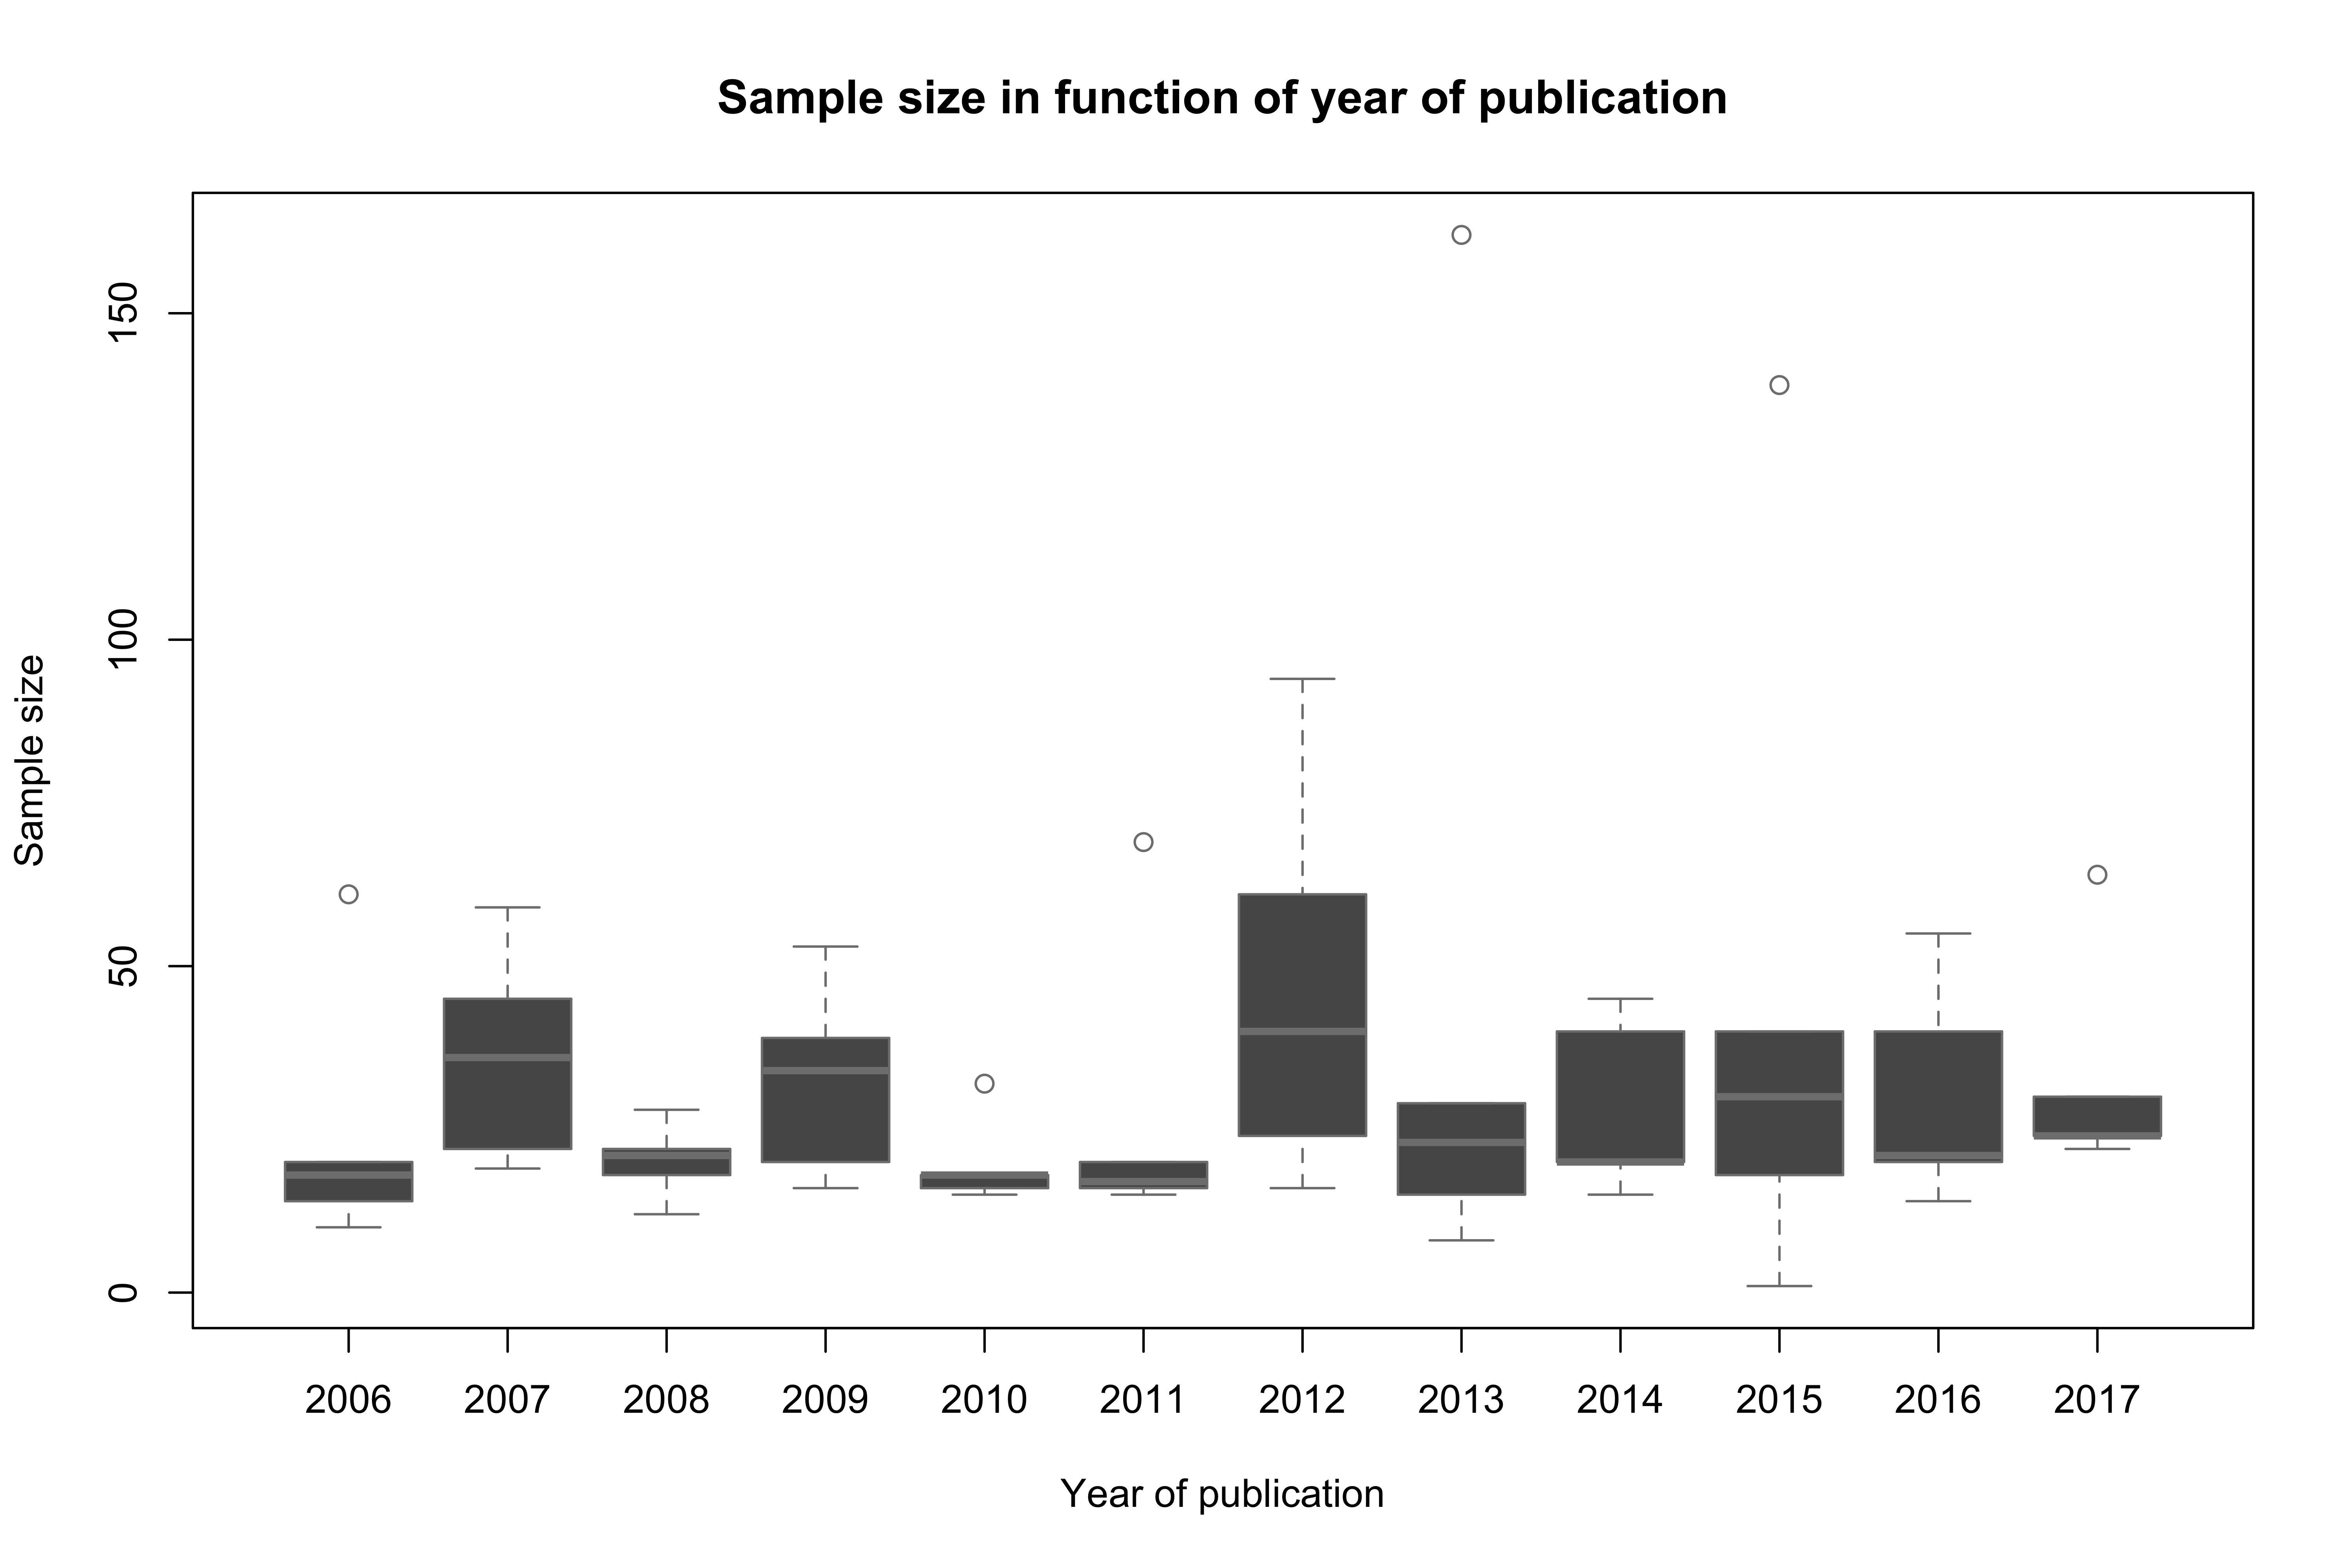 Sample size in function of year of publication
Sample size
150
100
50
0
2006 2007 2008 2009 2010 2011 2012 2013 2014 2015 2016 2017
Year of publication